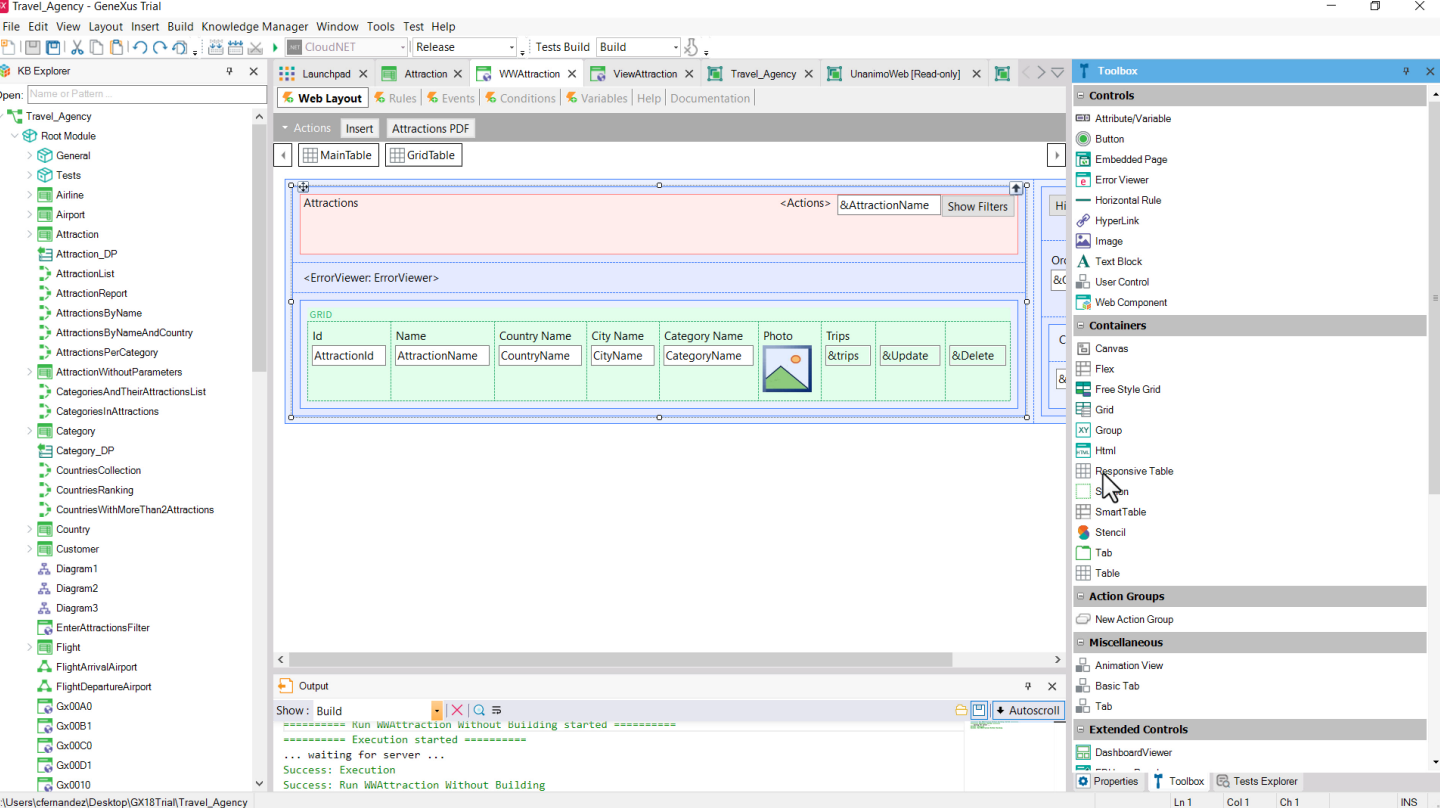 Travel_Agency - GeneXus Trial
File Edit View Layout Insert Build Knowledge Manager Window Tools Test Help
CloudNET Release Tests Build Build
KB Explorer
Open: Name or Pattern ...
Travel_Agency
Root Module
General
Tests
Airline
Airport
Attraction
Attraction_DP
AttractionList
AttractionReport
AttractionsByName
AttractionsByNameAndCountry
AttractionsPerCategory
AttractionWithoutParameters
CategoriesAndTheirAttractionsList
CategoriesInAttractions
Category
Category_DP
CountriesCollection
CountriesRanking
CountriesWithMoreThan2Attractions
Country
Customer
Diagram1
Diagram2
Diagram3
EnterAttractionsFilter
Flight
FlightArrivalAirport
FlightDepartureAirport
Gx00A0
Gx00B1
Gx00C0
Gx00D1
Gx0010
Launchpad Attraction WWAttraction ViewAttraction Travel_Agency UnanimoWeb [Read-only]
Web Layout Rules Events Conditions Variables Help Documentation
Actions Insert Attractions PDF
MainTable GridTable
Attractions <Actions> &AttractionName Show Filters
<ErrorViewer: ErrorViewer>
GRID
Id Name Country Name City Name Category Name Photo Trips
AttractionId AttractionName CountryName CityName CategoryName &trips &Update &Delete
Output
Show: Build Autoscroll
========== Run WWAttraction Without Building started ==========
========== Execution started ==========
... waiting for server ...
Success: Execution
Success: Run WWAttraction Without Building
Toolbox
Controls
Attribute/Variable
Button
Embedded Page
Error Viewer
Horizontal Rule
HyperLink
Image
Text Block
User Control
Web Component
Containers
Canvas
Flex
Free Style Grid
Grid
Group
Html
Responsive Table
SmartTable
Stencil
Tab
Table
Action Groups
New Action Group
Miscellaneous
Animation View
Basic Tab
Tab
Extended Controls
DashboardViewer
Properties Toolbox Tests Explorer
:\Users\cfernandez\Desktop\GX18Trial\Travel_Agency Ln 1 Col 1 Ch 1 INS